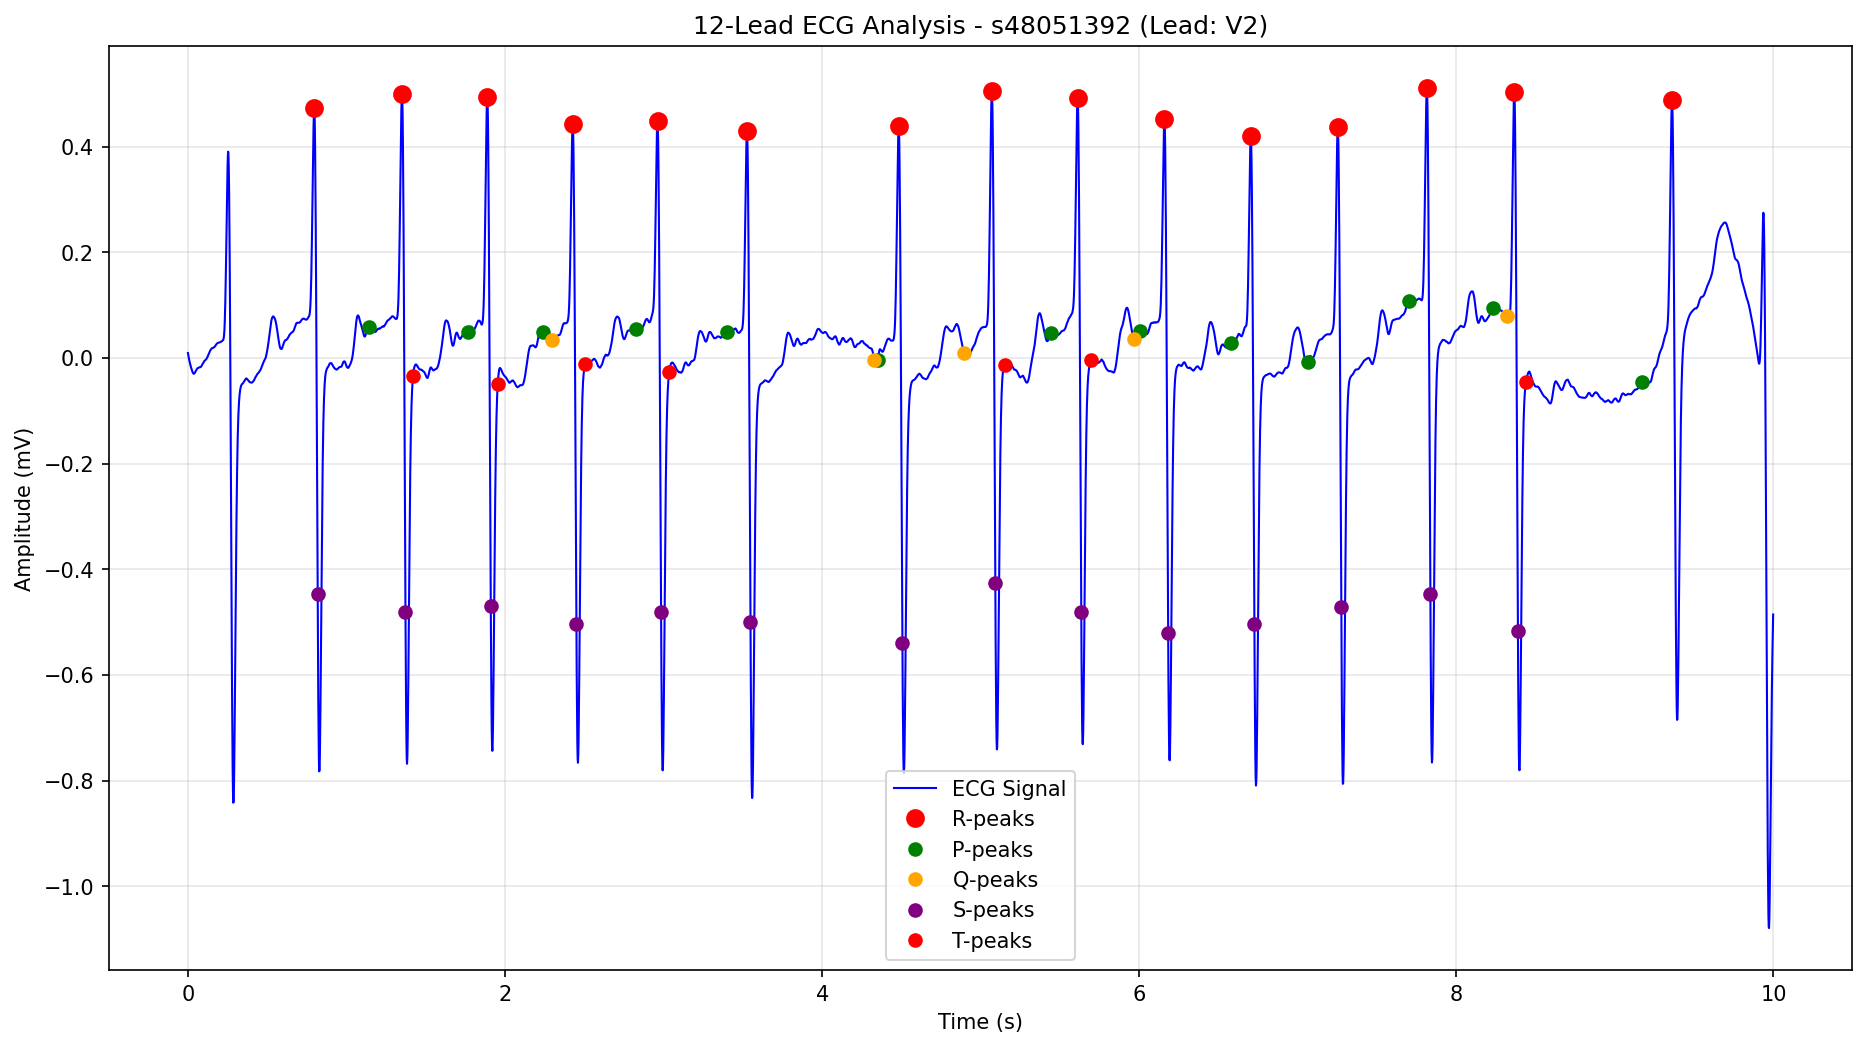 12-Lead ECG Analysis - s48051392 (Lead: V2)
Amplitude (mV)
0.4
0.2
0.0
−0.2
−0.4
−0.6
−0.8
−1.0
ECG Signal
R-peaks
P-peaks
Q-peaks
S-peaks
T-peaks
0 2 4 6 8 10
Time (s)